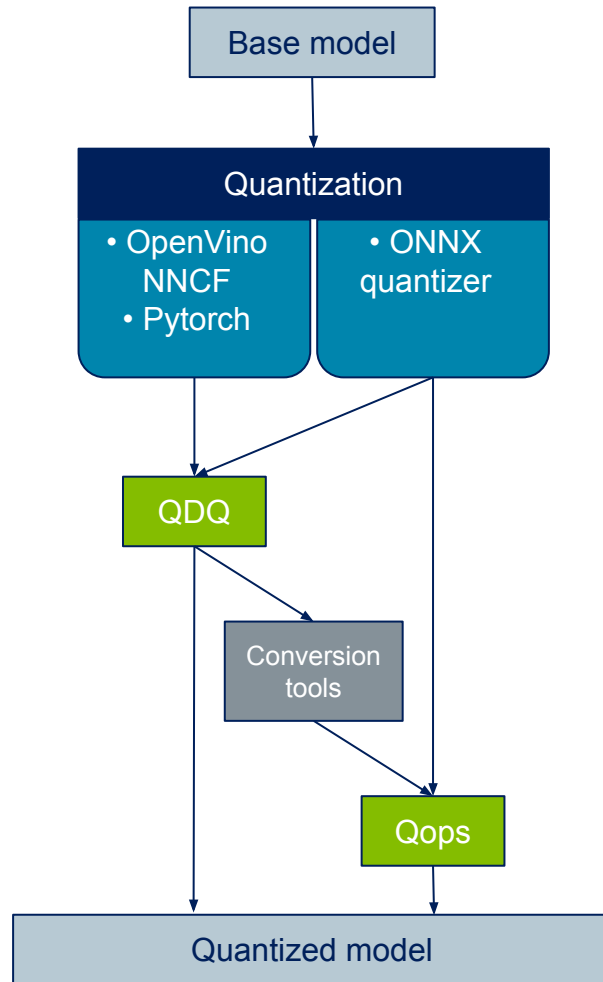 Base model
Quantization
• OpenVino
NNCF
• Pytorch
• ONNX
quantizer
QDQ
Conversion
tools
Qops
Quantized model